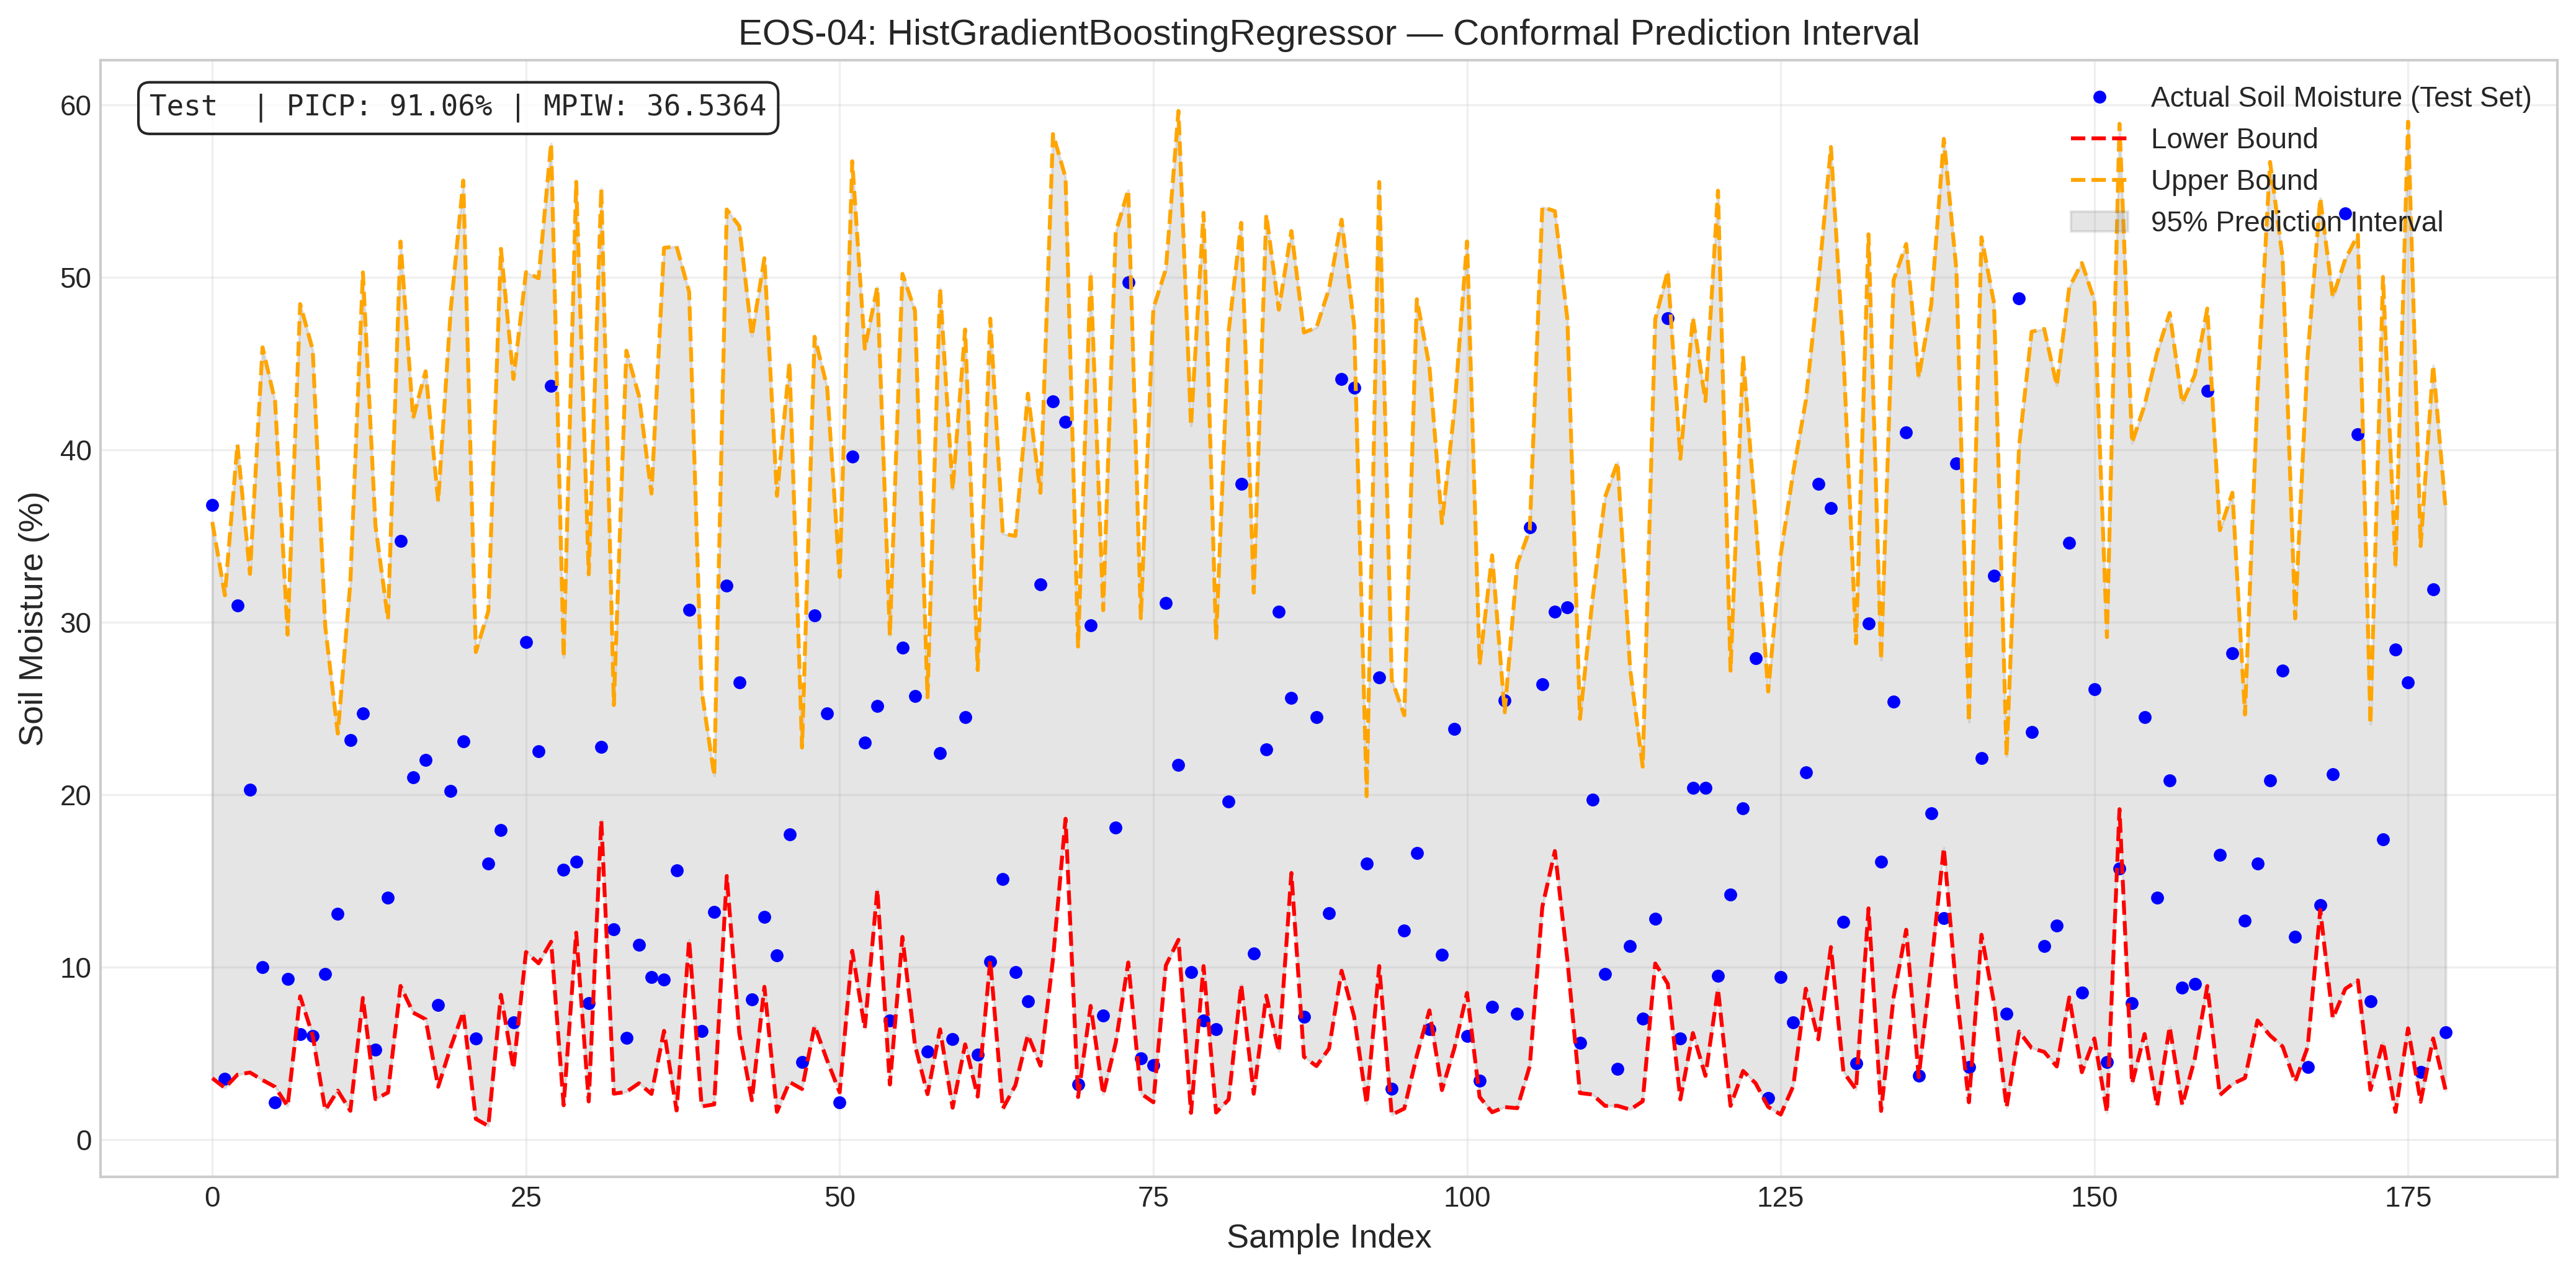 EOS-04: HistGradientBoostingRegressor — Conformal Prediction Interval
Test  | PICP: 91.06% | MPIW: 36.5364
Actual Soil Moisture (Test Set)
Lower Bound
Upper Bound
95% Prediction Interval
Soil Moisture (%)
60
50
40
30
20
10
0
0 25 50 75 100 125 150 175
Sample Index